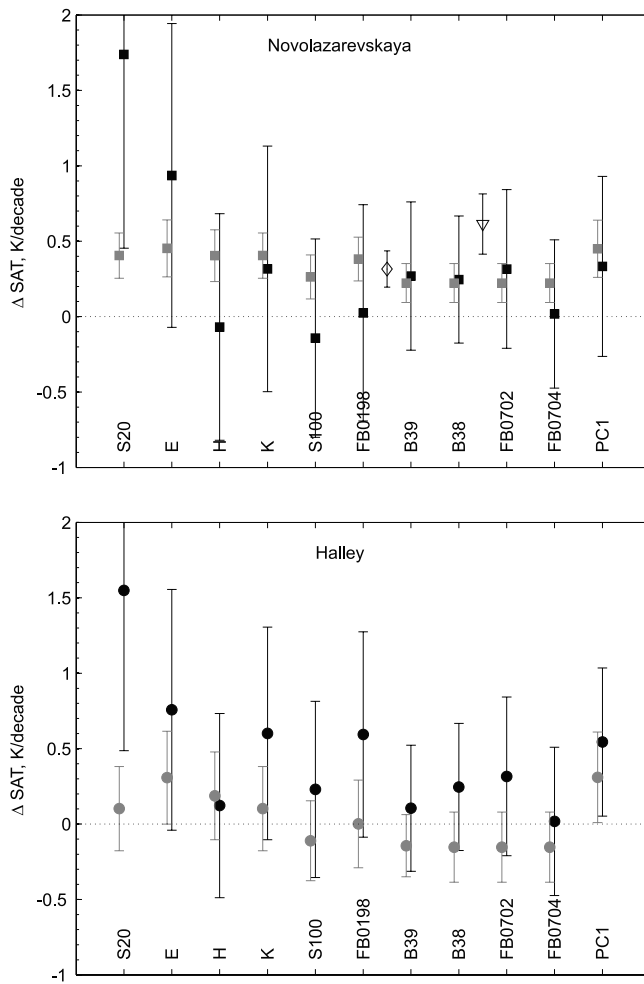 Novolazarevskaya
2
1.5
1
0.5
0
-0.5
-1
Δ SAT, K/decade
S20
E
H
K
S100
FB0198
B39
B38
FB0702
FB0704
PC1
Halley
2
1.5
1
0.5
0
-0.5
-1
Δ SAT, K/decade
S20
E
H
K
S100
FB0198
B39
B38
FB0702
FB0704
PC1